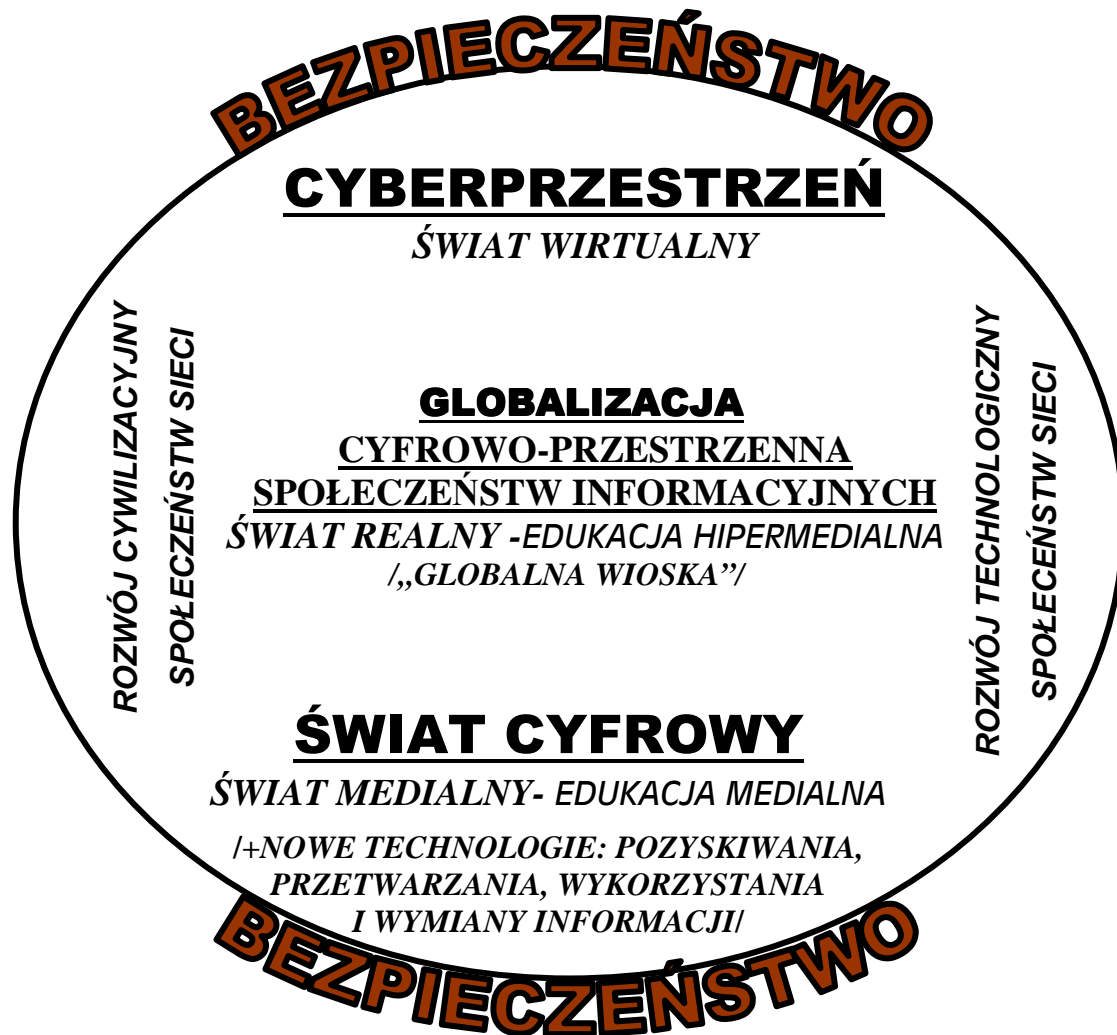 BEZPIECZEŃSTWO
CYBERPRZESTRZEŃ
ŚWIAT WIRTUALNY
ROZWÓJ CYWILIZACYJNY
SPOŁECZEŃSTW SIECI
GLOBALIZACJA
CYFROWO-PRZESTRZENNA
SPOŁECZEŃSTW INFORMACYJNYCH
ŚWIAT REALNY -EDUKACJA HIPERMEDIALNA
/„GLOBALNA WIOSKA”/
ROZWÓJ TECHNOLOGICZNY
SPOŁECEŃSTW SIECI
ŚWIAT CYFROWY
ŚWIAT MEDIALNY- EDUKACJA MEDIALNA
/+NOWE TECHNOLOGIE: POZYSKIWANIA,
PRZETWARZANIA, WYKORZYSTANIA
I WYMIANY INFORMACJI/
BEZPIECZEŃSTWO